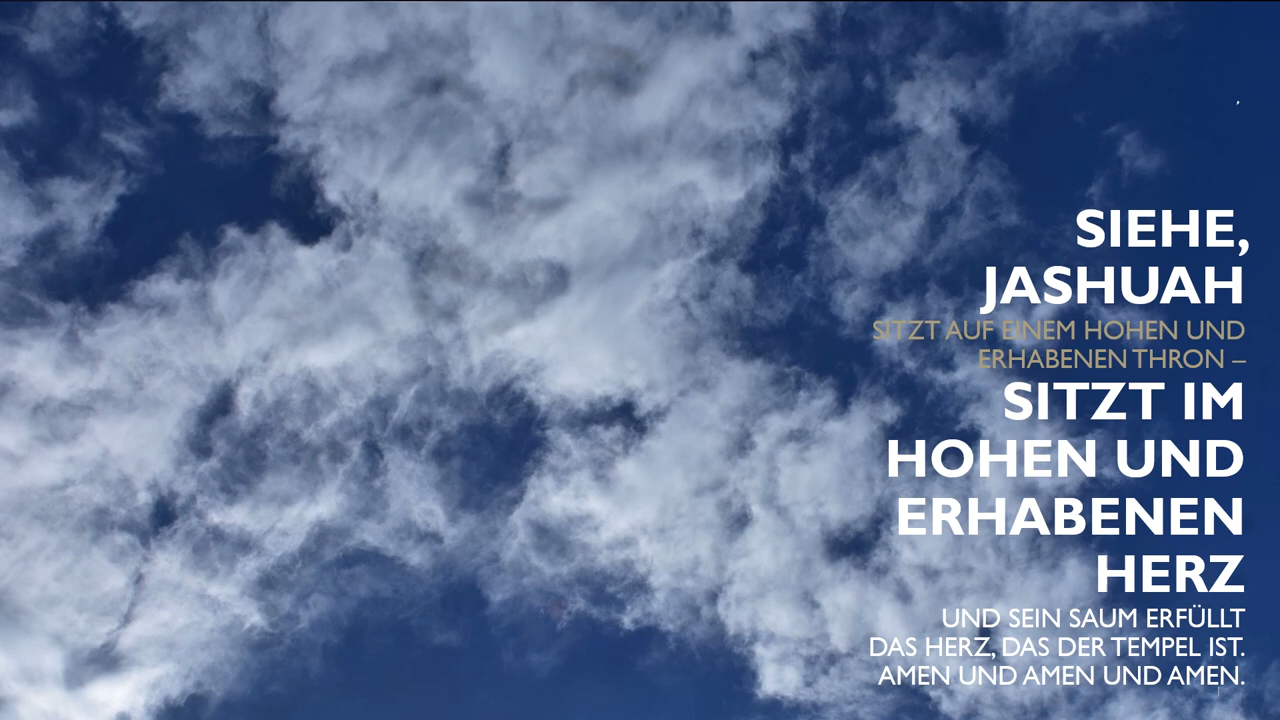 SIEHE,
JASHUAH
SITZT AUF EINEM HOHEN UND
ERHABENEN THRON –
SITZT IM
HOHEN UND
ERHABENEN
HERZ
UND SEIN SAUM ERFÜLLT
DAS HERZ, DAS DER TEMPEL IST.
AMEN UND AMEN UND AMEN.